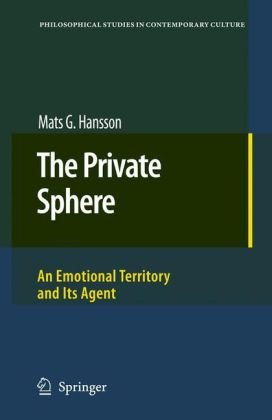 PHILOSOPHICAL STUDIES IN CONTEMPORARY CULTURE
Mats G. Hansson
The Private
Sphere
An Emotional Territory
and Its Agent
Springer